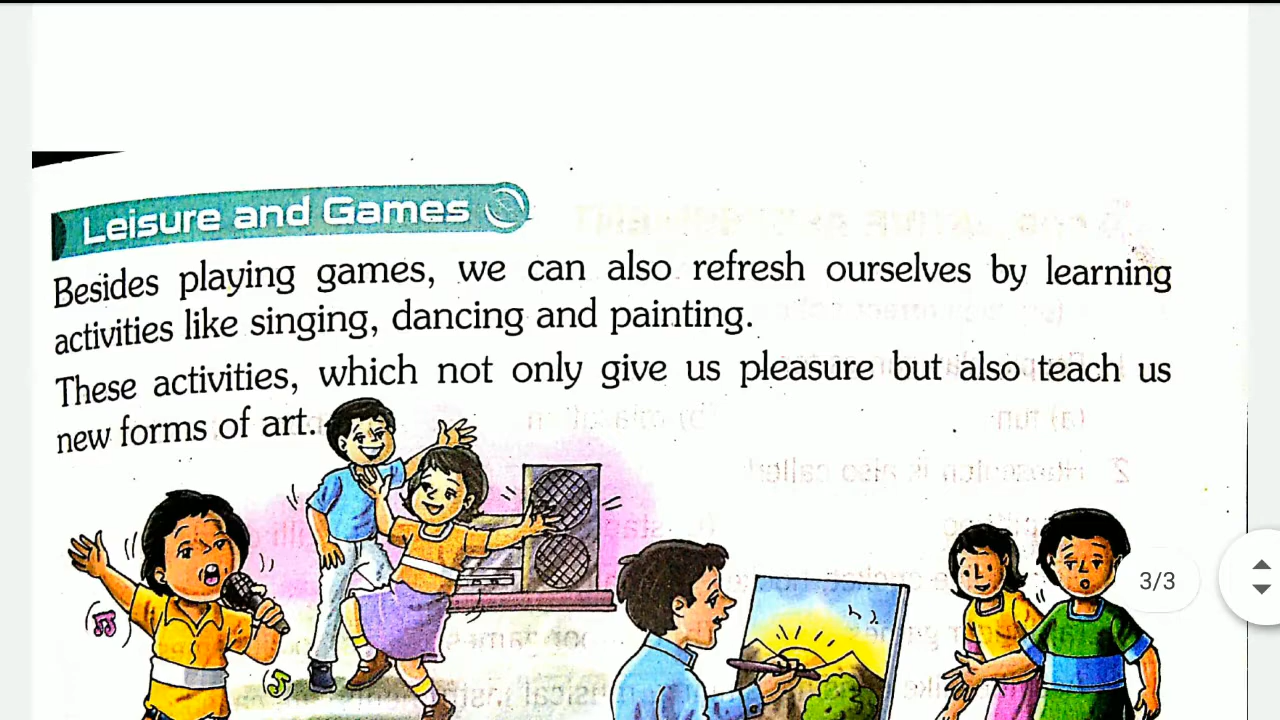 Leisure and Games
Besides playing games, we can also refresh ourselves by learning
activities like singing, dancing and painting.
These activities, which not only give us pleasure but also teach us
new forms of art.
3/3